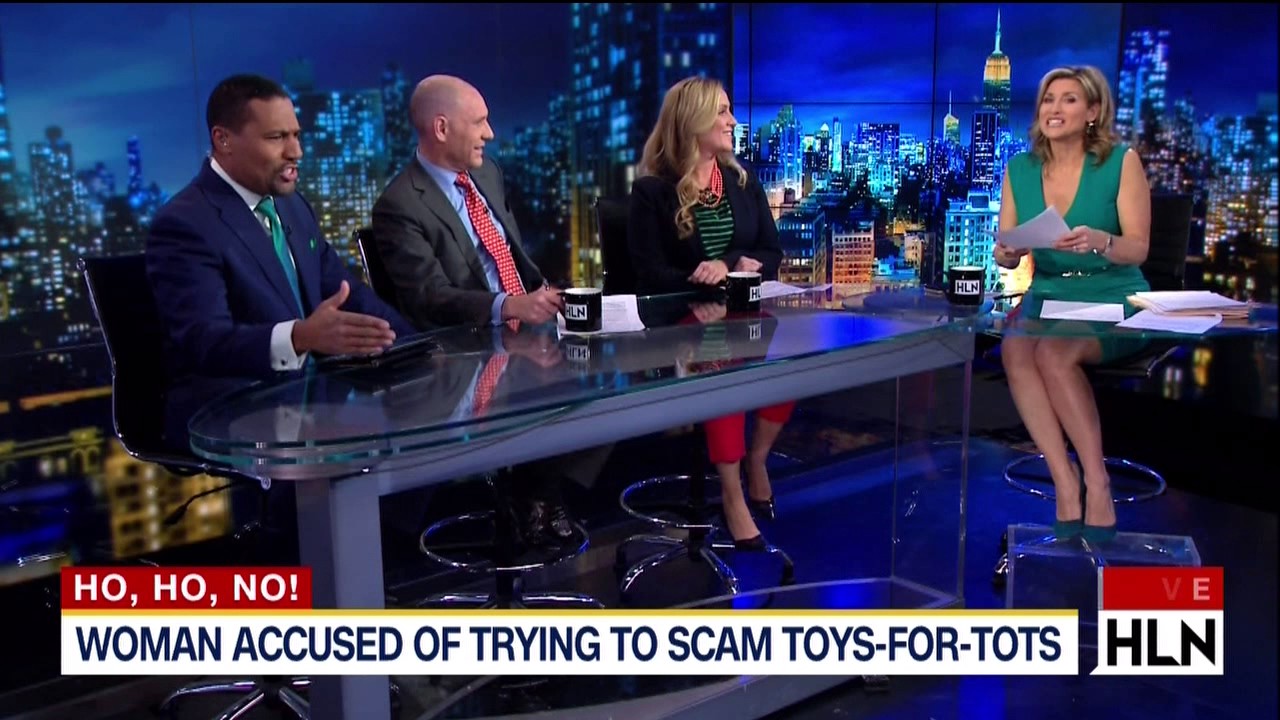 HLN
HLN
HLN
HO, HO, NO!
VE
WOMAN ACCUSED OF TRYING TO SCAM TOYS-FOR-TOTS
HLN